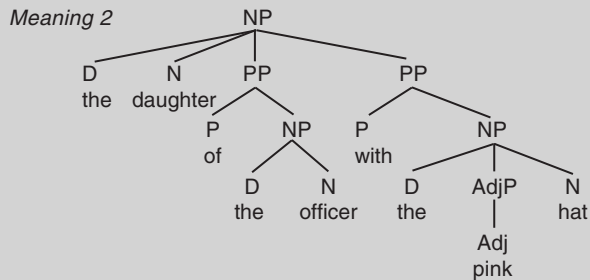 Meaning 2 NP
D N PP PP
the daughter
P NP P NP
of with
D N D AdjP N
the officer the hat
Adj
pink